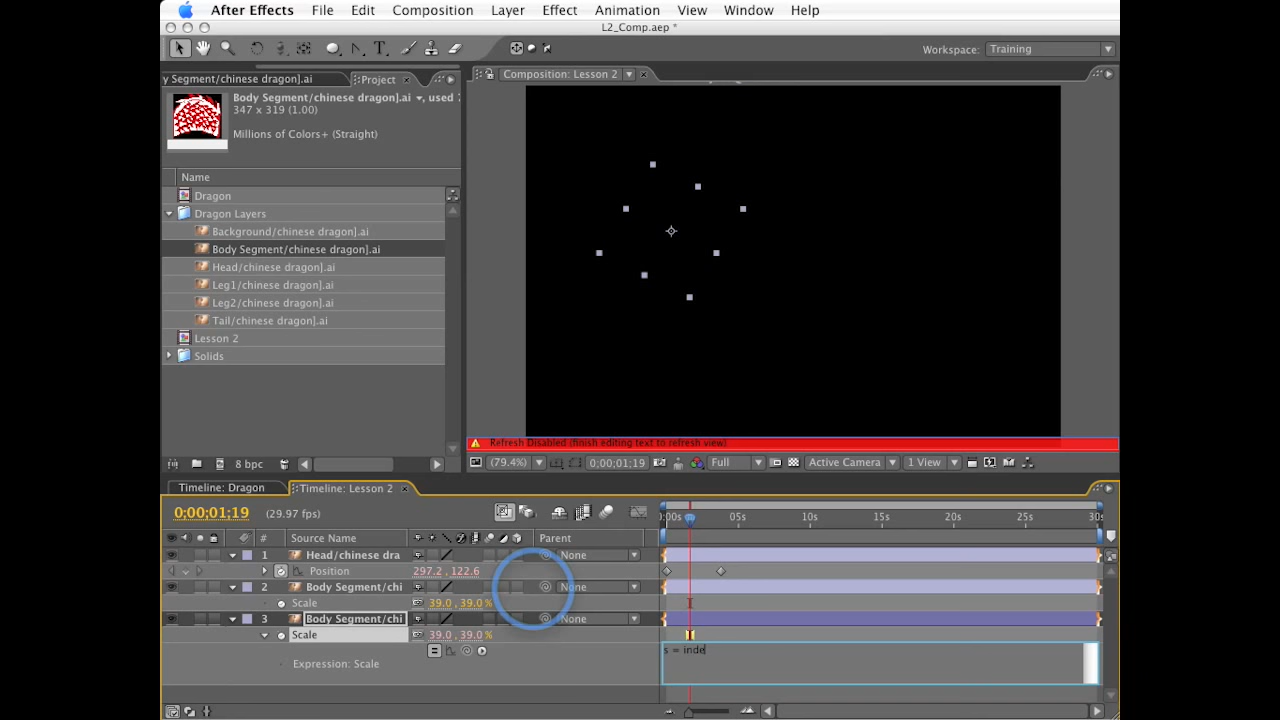 After Effects File Edit Composition Layer Effect Animation View Window Help
L2_Comp.aep *
Workspace: Training
y Segment/chinese dragon].ai Project
Composition: Lesson 2
Body Segment/chinese dragon].ai , used 7
347 x 319 (1.00)
Millions of Colors+ (Straight)
Name
Dragon
Dragon Layers
Background/chinese dragon].ai
Body Segment/chinese dragon].ai
Head/chinese dragon].ai
Leg1/chinese dragon].ai
Leg2/chinese dragon].ai
Tail/chinese dragon].ai
Lesson 2
Solids
Refresh Disabled (finish editing text to refresh view)
8 bpc
(79.4%) 0;00;01;19 Full Active Camera 1 View
Timeline: Dragon Timeline: Lesson 2
0;00;01;19 (29.97 fps)
0:00s 05s 10s 15s 20s 25s 30s
# Source Name Parent
1 Head/chinese dra None
Position 297.2 , 122.6
2 Body Segment/chi None
Scale 39.0 , 39.0 %
3 Body Segment/chi None
Scale 39.0 , 39.0 %
s = inde
Expression: Scale